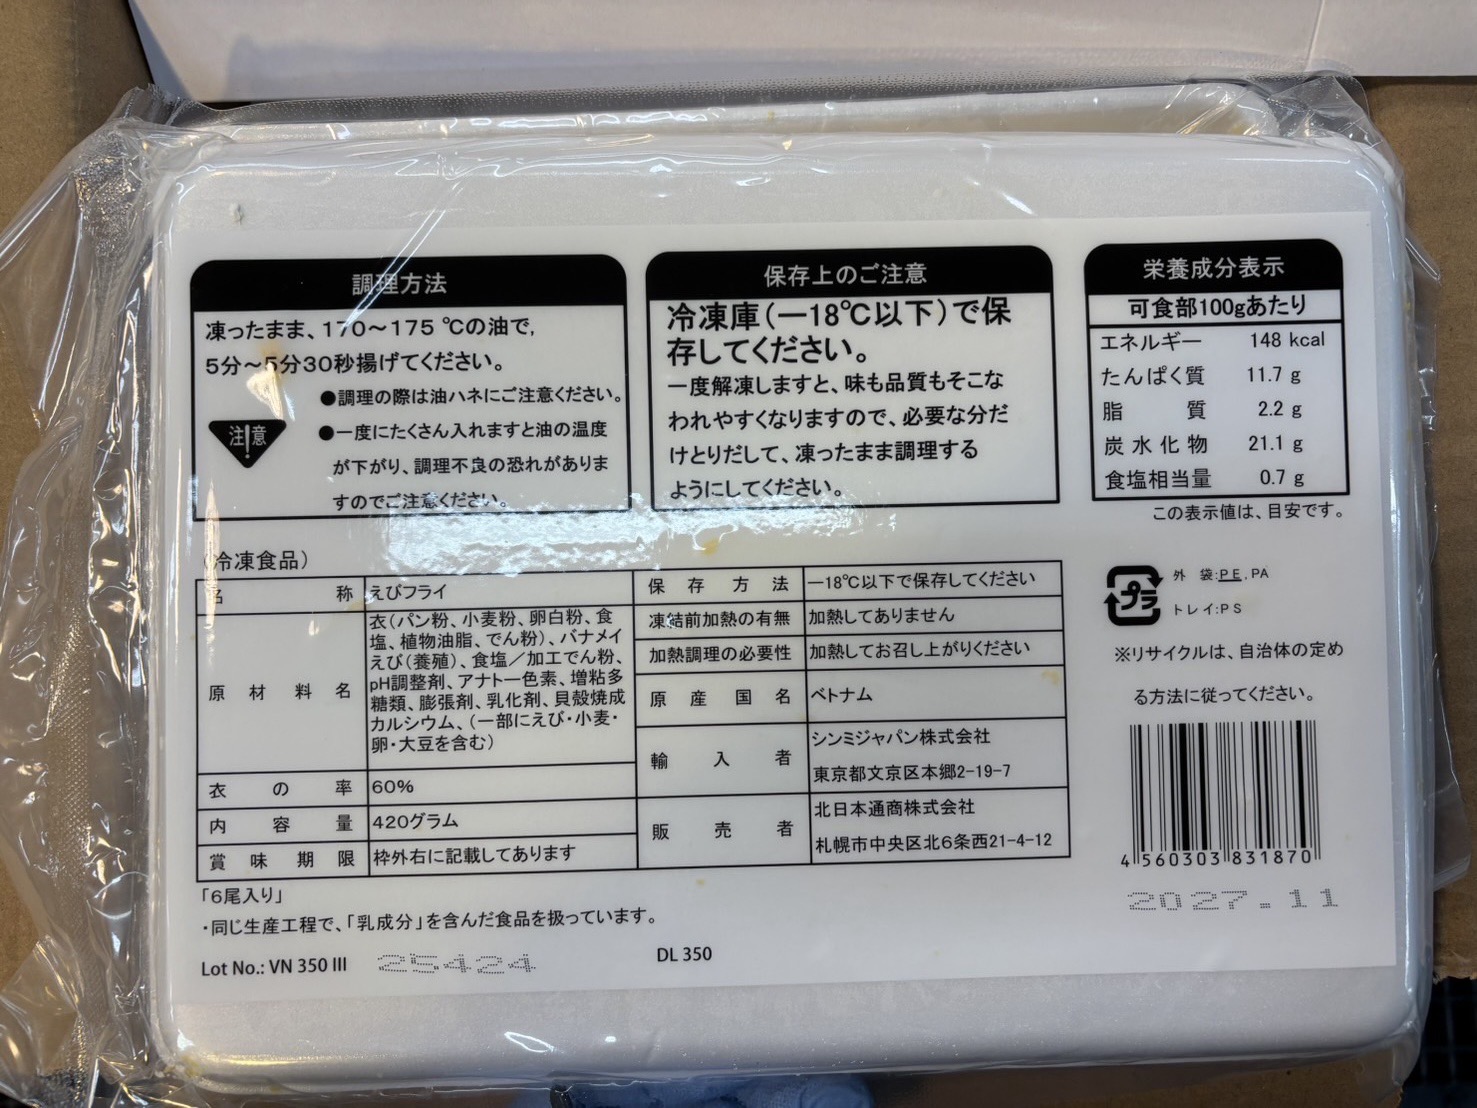 調理方法
凍ったまま、170～175 ℃の油で,
5分～5分30秒揚げてください。
注!意
●調理の際は油ハネにご注意ください。
●一度にたくさん入れますと油の温度
が下がり、調理不良の恐れがありま
すのでご注意ください。
保存上のご注意
冷凍庫(－18℃以下)で保
存してください。
一度解凍しますと、味も品質もそこな
われやすくなりますので、必要な分だ
けとりだして、凍ったまま調理する
ようにしてください。
栄養成分表示
可食部100gあたり
エネルギー 148 kcal
たんぱく質 11.7 g
脂質 2.2 g
炭水化物 21.1 g
食塩相当量 0.7 g
この表示値は、目安です。
(冷凍食品)
名称 えびフライ
原材料名 衣(パン粉、小麦粉、卵白粉、食
塩、植物油脂、でん粉)、バナメイ
えび(養殖)、食塩／加工でん粉、
pH調整剤、アナトー色素、増粘多
糖類、膨張剤、乳化剤、貝殻焼成
カルシウム、(一部にえび・小麦・
卵・大豆を含む)
衣の率 60%
内容量 420グラム
賞味期限 枠外右に記載してあります
保存方法 －18℃以下で保存してください
凍結前加熱の有無 加熱してありません
加熱調理の必要性 加熱してお召し上がりください
原産国名 ベトナム
輸入者 シンミジャパン株式会社
東京都文京区本郷2-19-7
販売者 北日本通商株式会社
札幌市中央区北6条西21-4-12
プラ
外 袋:PE,PA
トレイ:PS
※リサイクルは、自治体の定め
る方法に従ってください。
4 560303 831870
2027.11
「6尾入り」
・同じ生産工程で、「乳成分」を含んだ食品を扱っています。
Lot No.: VN 350 III 25424
DL 350